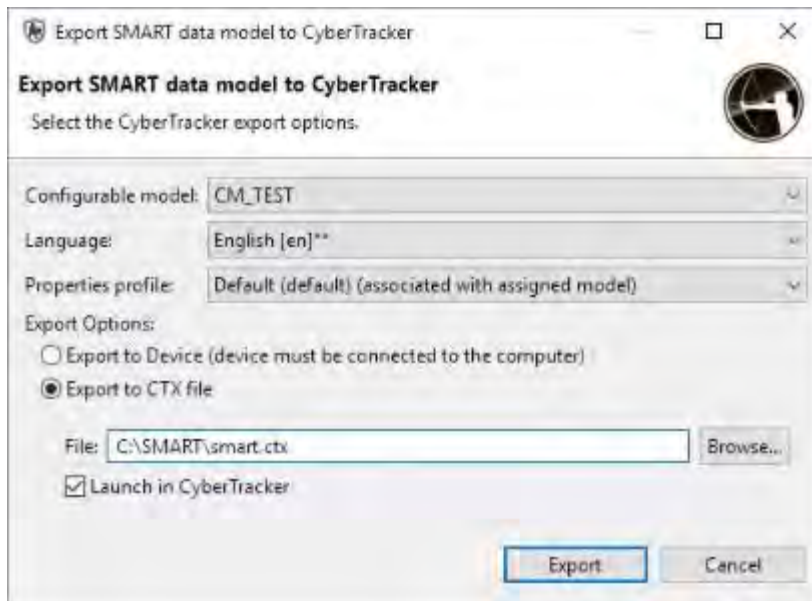 Export SMART data model to CyberTracker
Export SMART data model to CyberTracker
Select the CyberTracker export options.
Configurable model: CM_TEST
Language: English [en]**
Properties profile: Default (default) (associated with assigned model)
Export Options:
Export to Device (device must be connected to the computer)
Export to CTX file
File: C:\SMART\smart.ctx Browse...
Launch in CyberTracker
Export Cancel